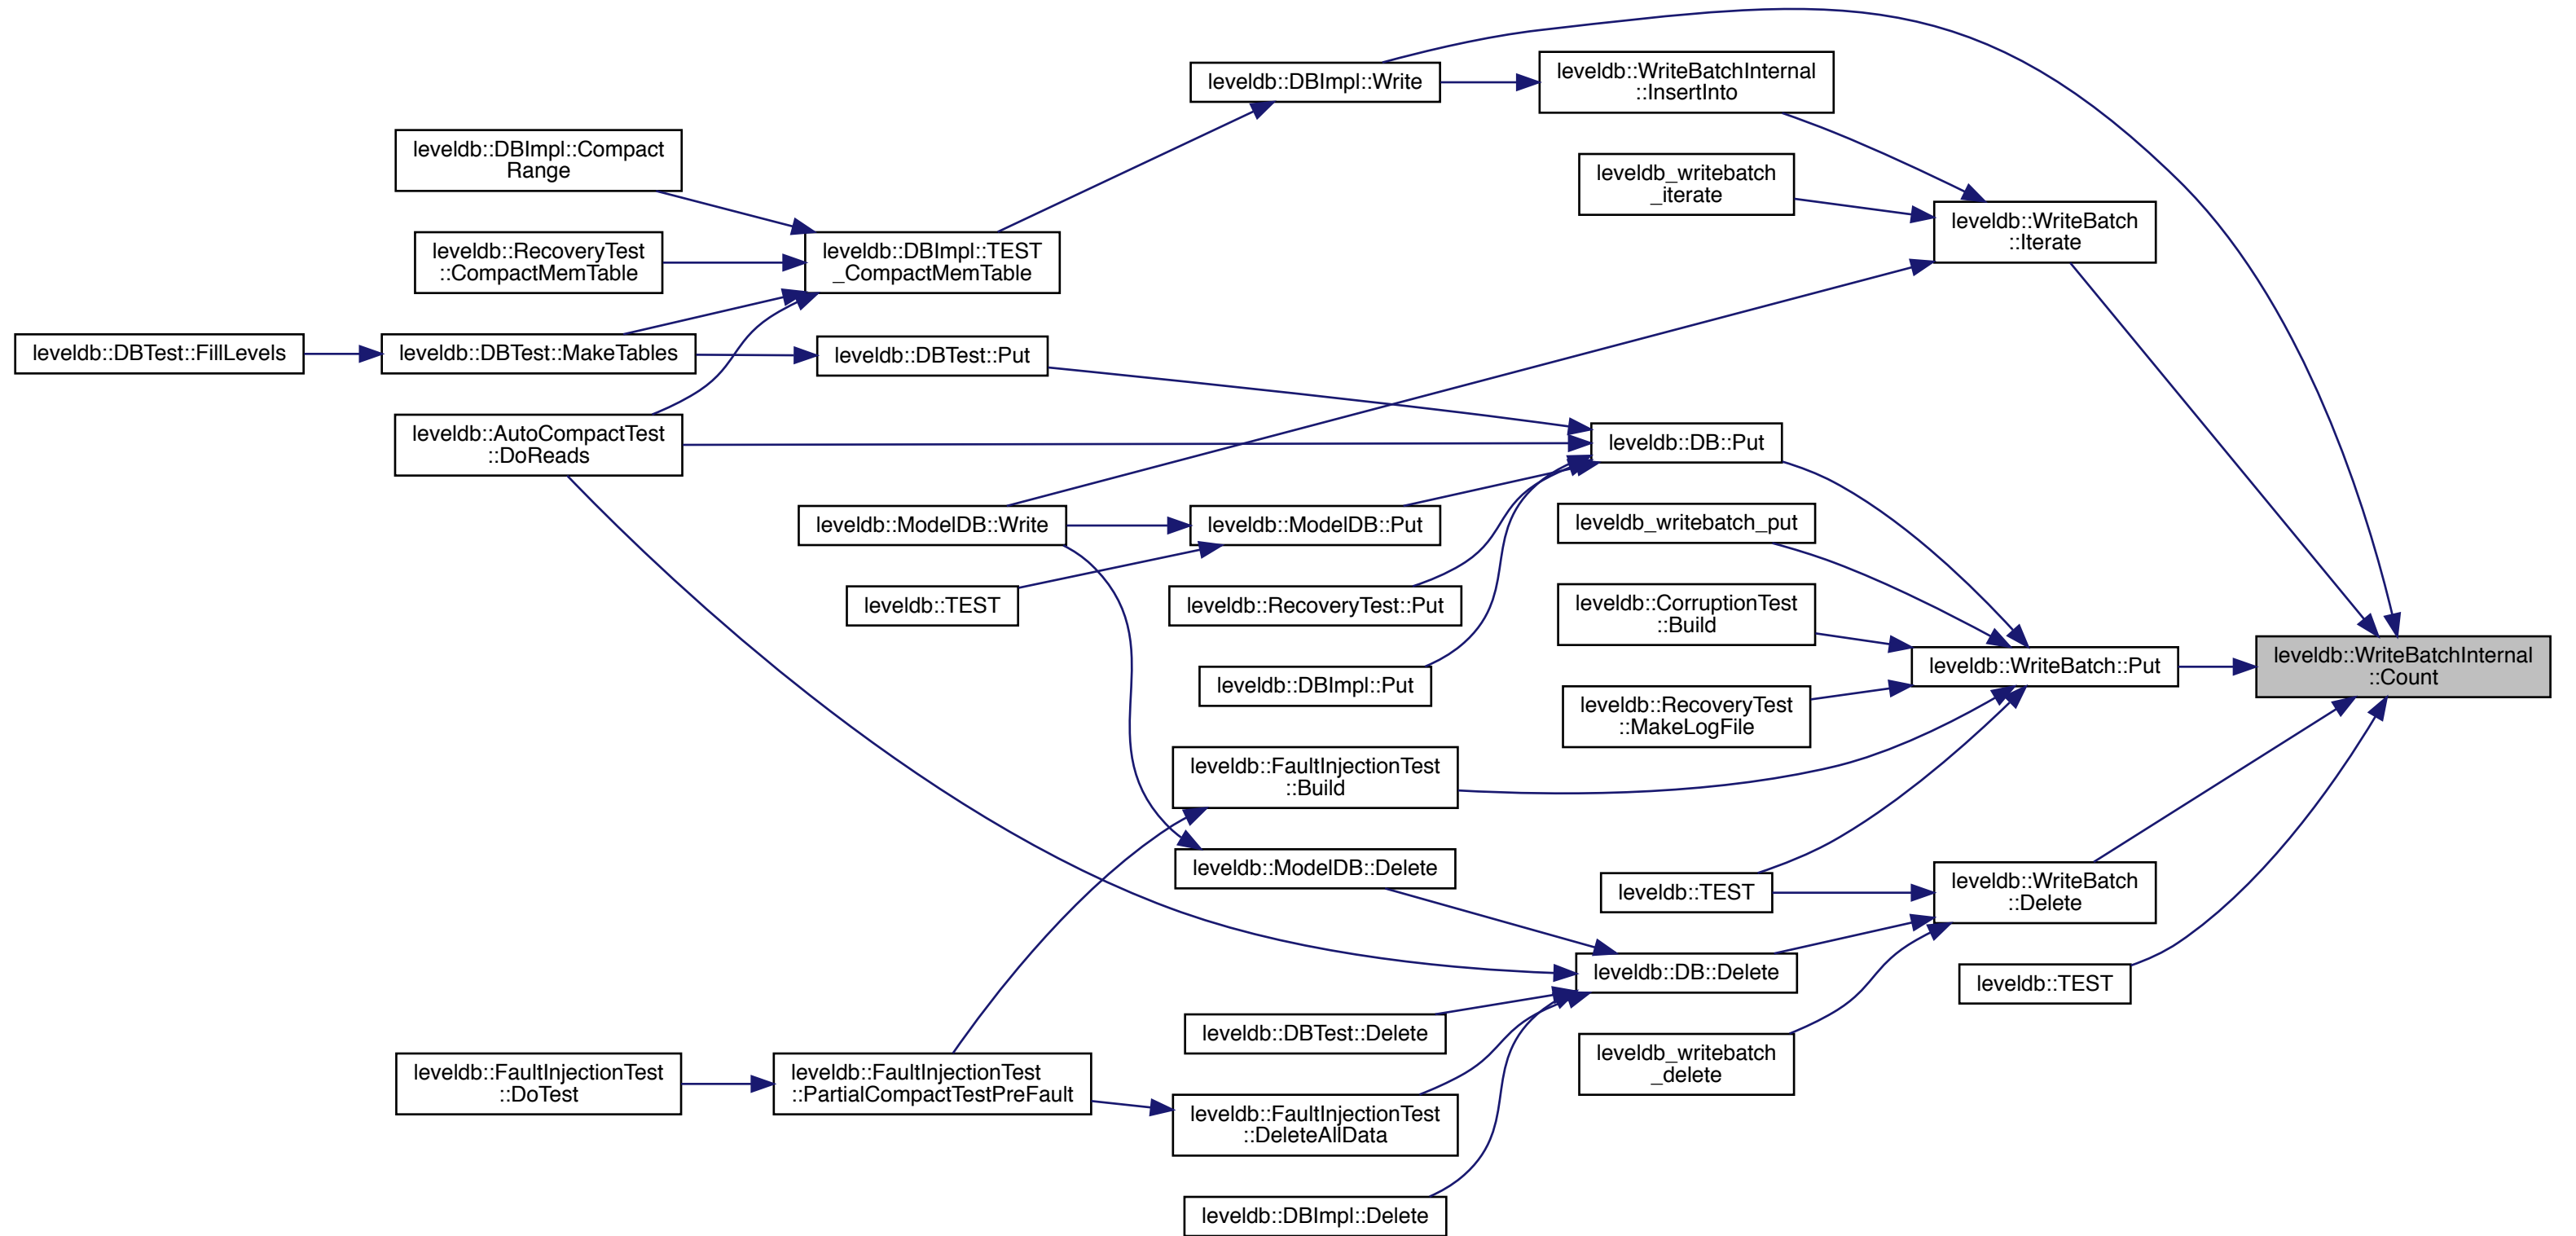 leveldb::DBImpl::Write
leveldb::WriteBatchInternal
::InsertInto
leveldb::DBImpl::Compact
Range
leveldb_writebatch
_iterate
leveldb::WriteBatch
::Iterate
leveldb::RecoveryTest
::CompactMemTable
leveldb::DBImpl::TEST
_CompactMemTable
leveldb::DBTest::FillLevels
leveldb::DBTest::MakeTables
leveldb::DBTest::Put
leveldb::AutoCompactTest
::DoReads
leveldb::DB::Put
leveldb::ModelDB::Write
leveldb::ModelDB::Put
leveldb_writebatch_put
leveldb::TEST
leveldb::RecoveryTest::Put
leveldb::CorruptionTest
::Build
leveldb::DBImpl::Put
leveldb::WriteBatch::Put
leveldb::WriteBatchInternal
::Count
leveldb::RecoveryTest
::MakeLogFile
leveldb::FaultInjectionTest
::Build
leveldb::ModelDB::Delete
leveldb::TEST
leveldb::WriteBatch
::Delete
leveldb::DB::Delete
leveldb::TEST
leveldb::DBTest::Delete
leveldb_writebatch
_delete
leveldb::FaultInjectionTest
::DoTest
leveldb::FaultInjectionTest
::PartialCompactTestPreFault
leveldb::FaultInjectionTest
::DeleteAllData
leveldb::DBImpl::Delete